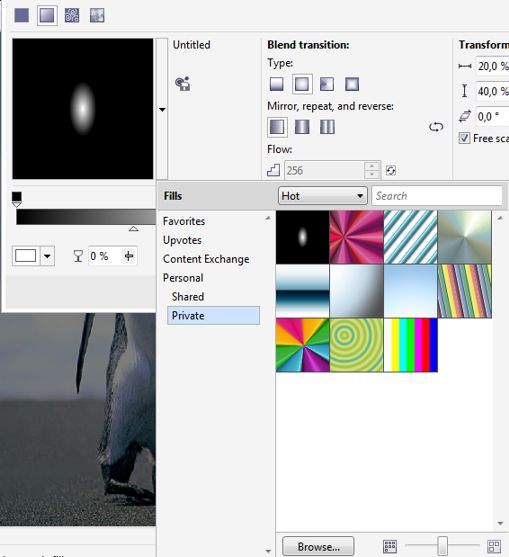 Untitled
Blend transition:
Transform
Type:
20,0 %
40,0 %
Mirror, repeat, and reverse:
0,0 °
Free sca
Flow:
256
Fills
Hot
Search
Favorites
Upvotes
Content Exchange
0 %
Personal
Shared
Private
Browse...